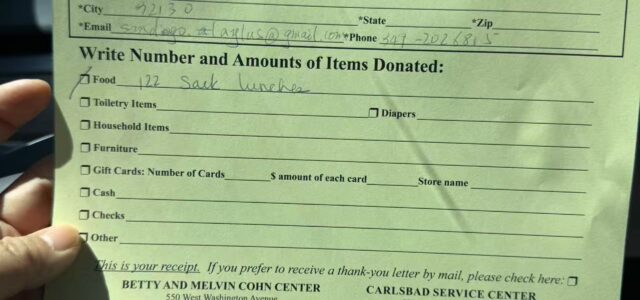 *City 92130 *State *Zip
*Email @gmail.com *Phone
Write Number and Amounts of Items Donated:
Food 122 Sack lunches
Toiletry Items Diapers
Household Items
Furniture
Gift Cards: Number of Cards $ amount of each card Store name
Cash
Checks
Other
This is your receipt. If you prefer to receive a thank-you letter by mail, please check here:
BETTY AND MELVIN COHN CENTER CARLSBAD SERVICE CENTER
550 West Washington Avenue